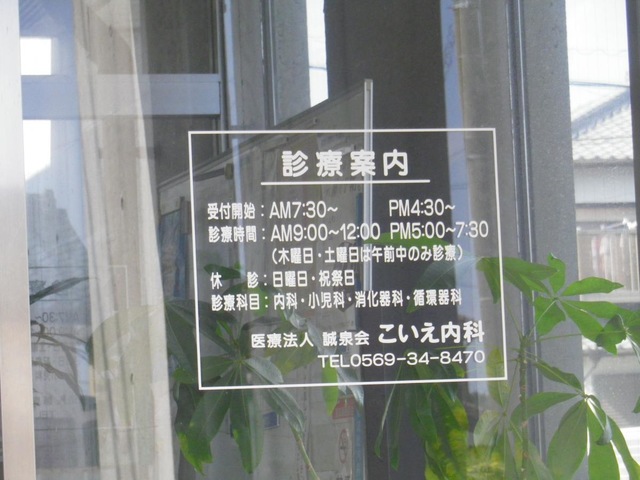 診療案内
受付開始：AM7:30～ PM4:30～
診療時間：AM9:00～12:00 PM5:00～7:30
（木曜日・土曜日は午前中のみ診療）
休 診：日曜日・祝祭日
診療科目：内科・小児科・消化器科・循環器科
医療法人 誠泉会 こいえ内科
TEL0569-34-8470